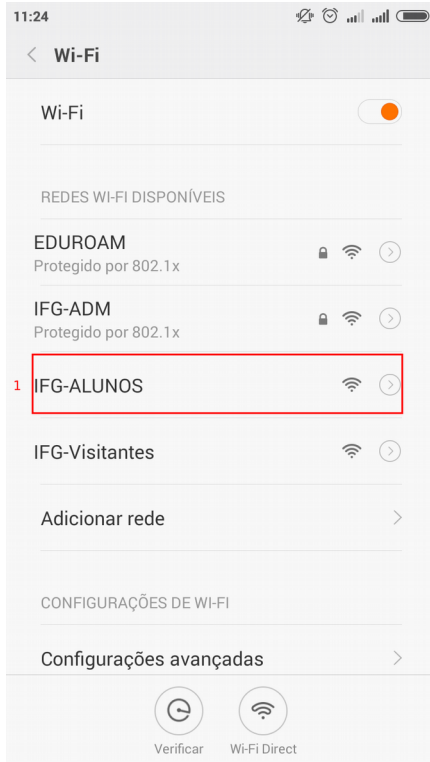 11:24
Wi-Fi
Wi-Fi
REDES WI-FI DISPONÍVEIS
EDUROAM
Protegido por 802.1x
IFG-ADM
Protegido por 802.1x
1 IFG-ALUNOS
IFG-Visitantes
Adicionar rede
CONFIGURAÇÕES DE WI-FI
Configurações avançadas
Verificar Wi-Fi Direct